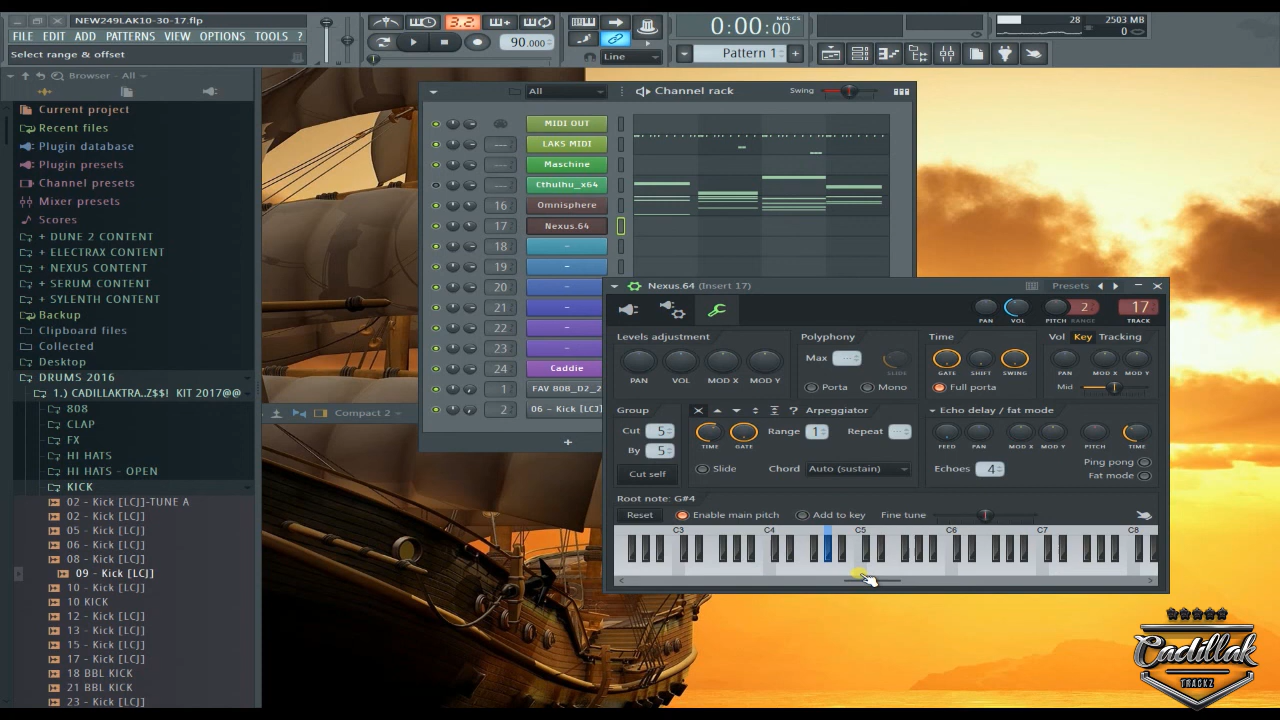 NEW249LAK10-30-17.flp
FILE EDIT ADD PATTERNS VIEW OPTIONS TOOLS ?
Select range & offset
3.2
90.000
Line
0:00:00
M:S:CS
Pattern 1
28
2503 MB
0
Browser - All
Current project
Recent files
Plugin database
Plugin presets
Channel presets
Mixer presets
Scores
+ DUNE 2 CONTENT
+ ELECTRAX CONTENT
+ NEXUS CONTENT
+ SERUM CONTENT
+ SYLENTH CONTENT
Backup
Clipboard files
Collected
Desktop
DRUMS 2016
1.) CADILLAKTRA..Z$$! KIT 2017@@
808
CLAP
FX
HI HATS
HI HATS - OPEN
KICK
02 - Kick [LCJ]-TUNE A
02 - Kick [LCJ]
05 - Kick [LCJ]
06 - Kick [LCJ]
08 - Kick [LCJ]
09 - Kick [LCJ]
10 - Kick [LCJ]
10 KICK
12 - Kick [LCJ]
13 - Kick [LCJ]
15 - Kick [LCJ]
17 - Kick [LCJ]
18 BBL KICK
21 BBL KICK
23 - Kick [LCJ]
Compact 2
All
Channel rack
Swing
MIDI OUT
--- LAKS MIDI
--- Maschine
--- Cthulhu_x64
16 Omnisphere
17 Nexus.64
18 -
19 -
20 -
21 -
22 -
23 -
24 Caddie
1 FAV 808_D2_2
2 06 - Kick [LCJ]
+
Nexus.64 (Insert 17)
Presets
PAN VOL PITCH RANGE 2 17 TRACK
Levels adjustment
PAN VOL MOD X MOD Y
Polyphony
Max ---
SLIDE
Porta Mono
Time
GATE SHIFT SWING
Full porta
Vol Key Tracking
PAN MOD X MOD Y
Mid
Group
Cut 5
By 5
Cut self
Arpeggiator
TIME GATE
Range 1 Repeat ---
Slide Chord Auto (sustain)
Echo delay / fat mode
FEED PAN MOD X MOD Y PITCH TIME
Echoes 4
Ping pong
Fat mode
Root note: G#4
Reset Enable main pitch Add to key Fine tune
C3 C4 C5 C6 C7 C8
Cadillak
TRACKZ